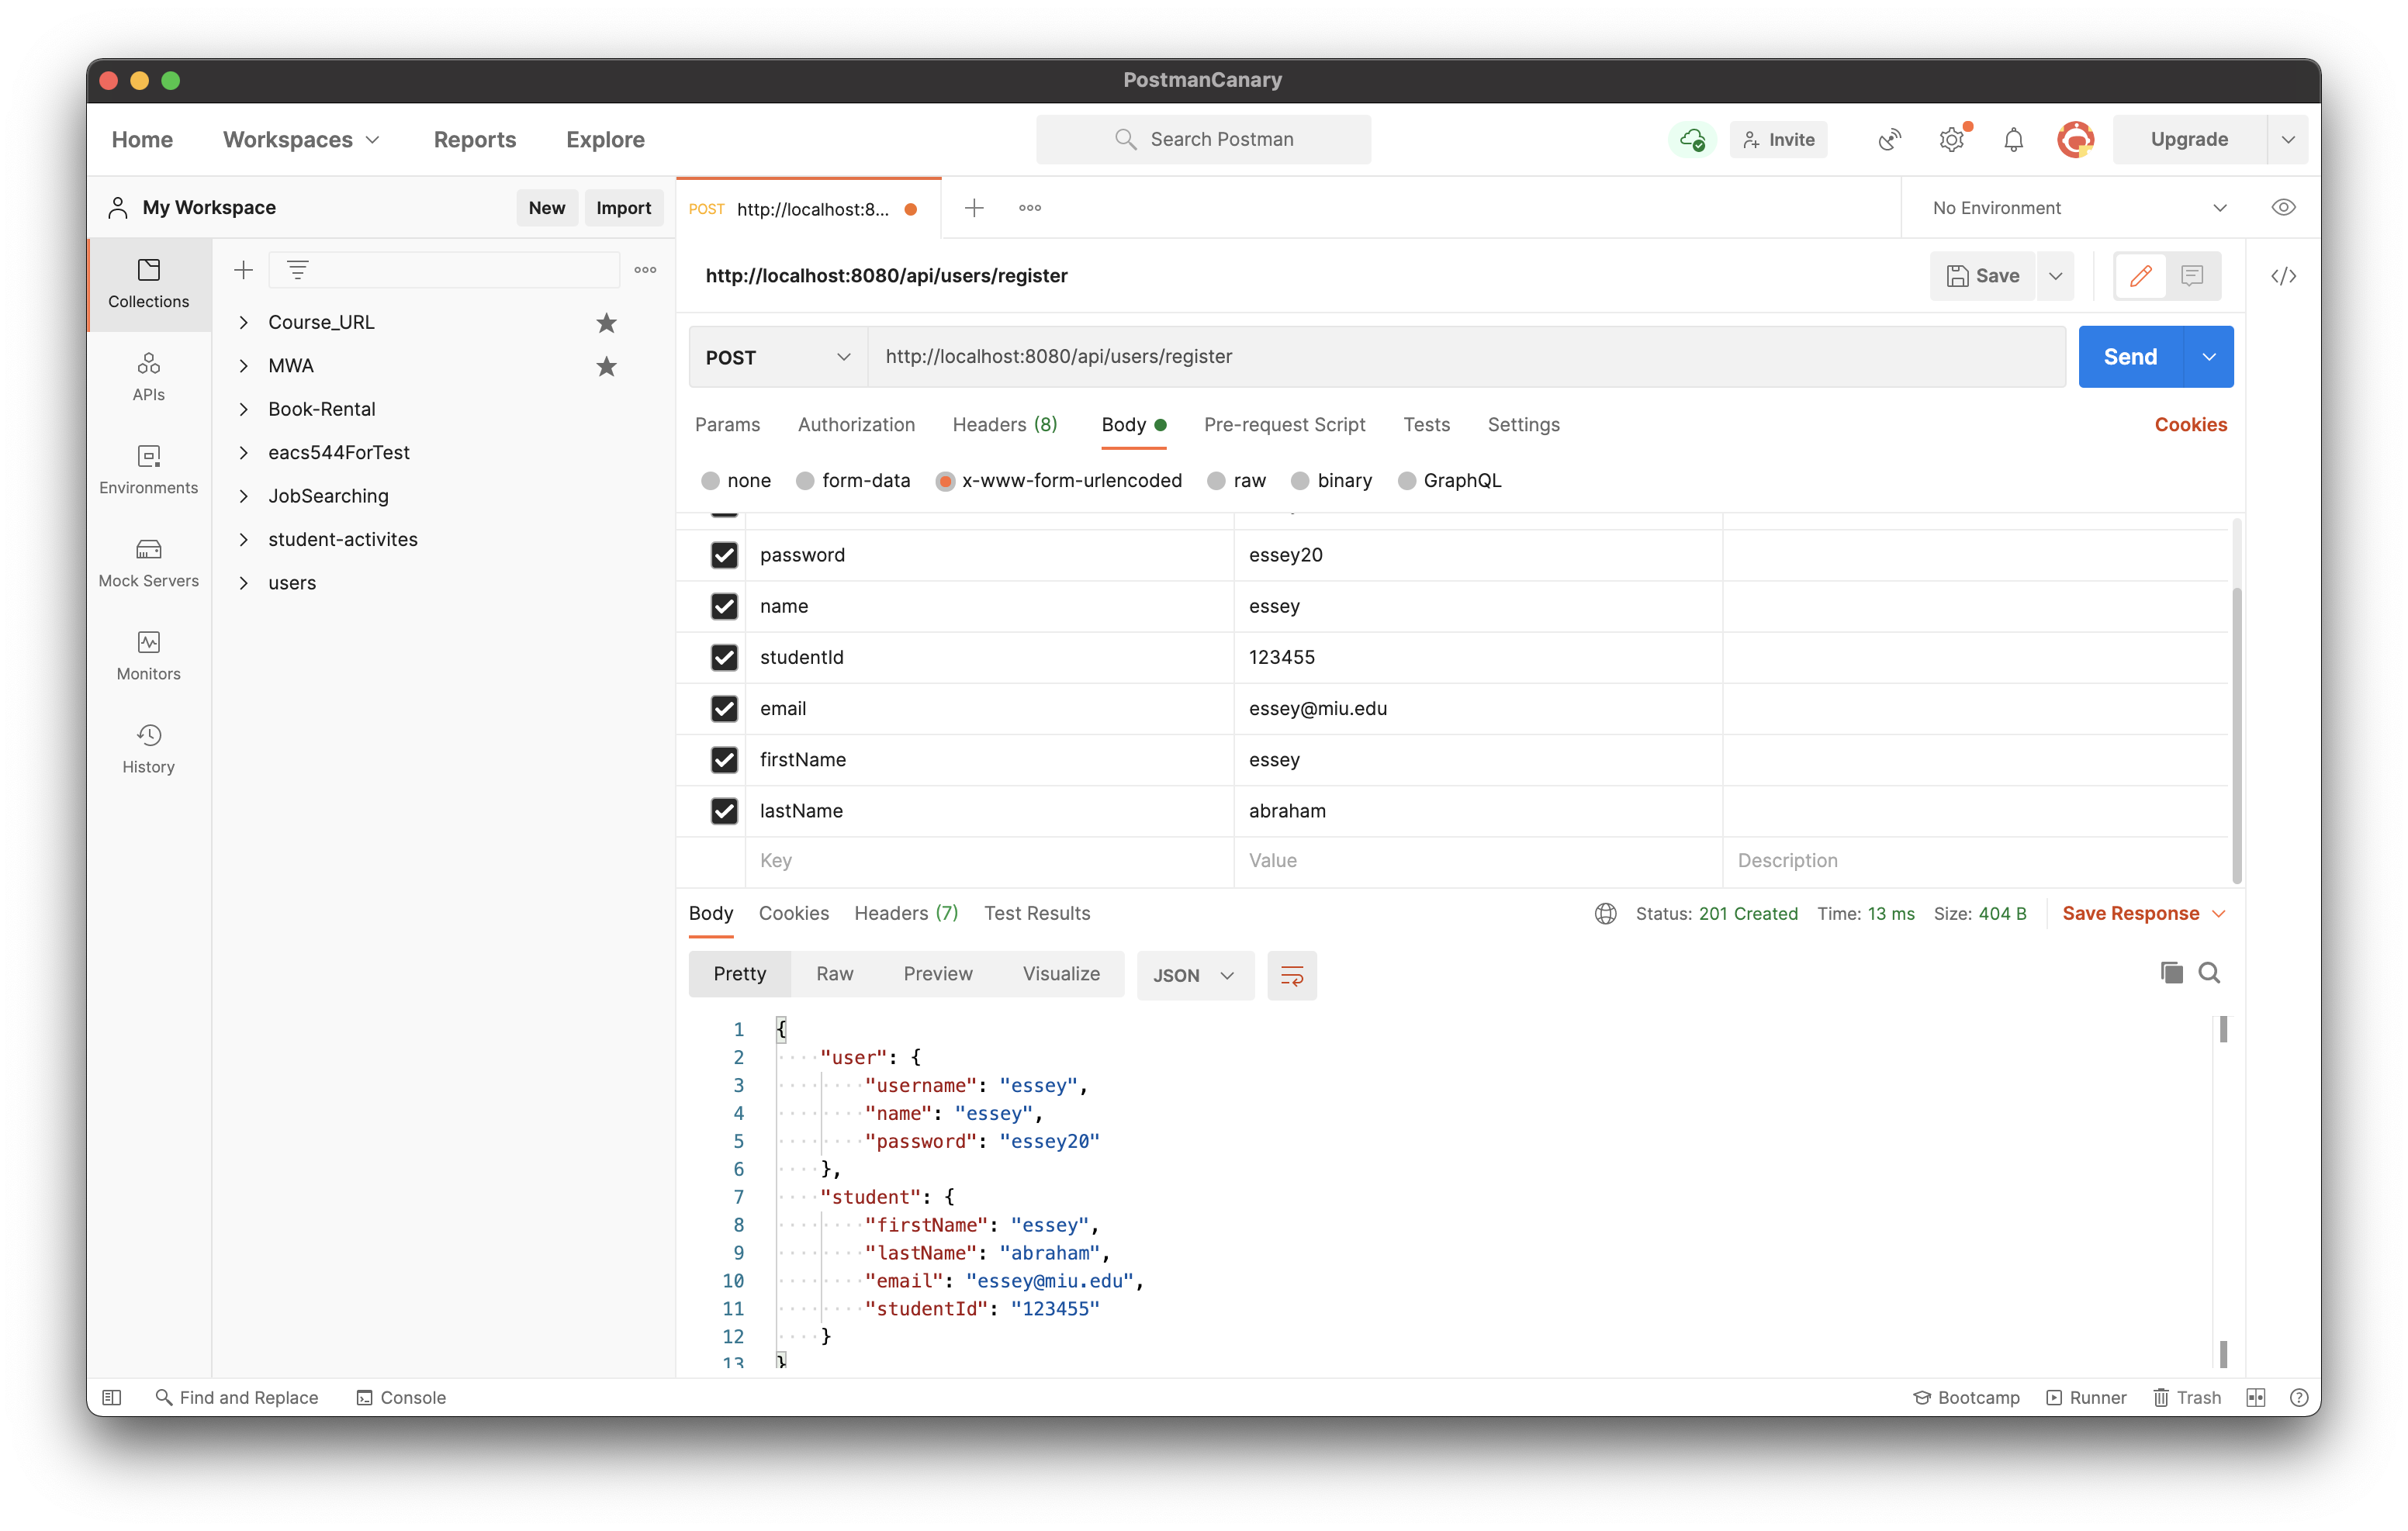 PostmanCanary
Home Workspaces Reports Explore Search Postman Invite Upgrade
My Workspace New Import POST http://localhost:8... No Environment
Collections
APIs
Environments
Mock Servers
Monitors
History
Course_URL
MWA
Book-Rental
eacs544ForTest
JobSearching
student-activites
users
http://localhost:8080/api/users/register Save
POST http://localhost:8080/api/users/register Send
Params Authorization Headers (8) Body Pre-request Script Tests Settings Cookies
none form-data x-www-form-urlencoded raw binary GraphQL
password essey20
name essey
studentId 123455
email essey@miu.edu
firstName essey
lastName abraham
Key Value Description
Body Cookies Headers (7) Test Results Status: 201 Created Time: 13 ms Size: 404 B Save Response
Pretty Raw Preview Visualize JSON
1 {
2 "user": {
3 "username": "essey",
4 "name": "essey",
5 "password": "essey20"
6 },
7 "student": {
8 "firstName": "essey",
9 "lastName": "abraham",
10 "email": "essey@miu.edu",
11 "studentId": "123455"
12 }
13 }
Find and Replace Console Bootcamp Runner Trash